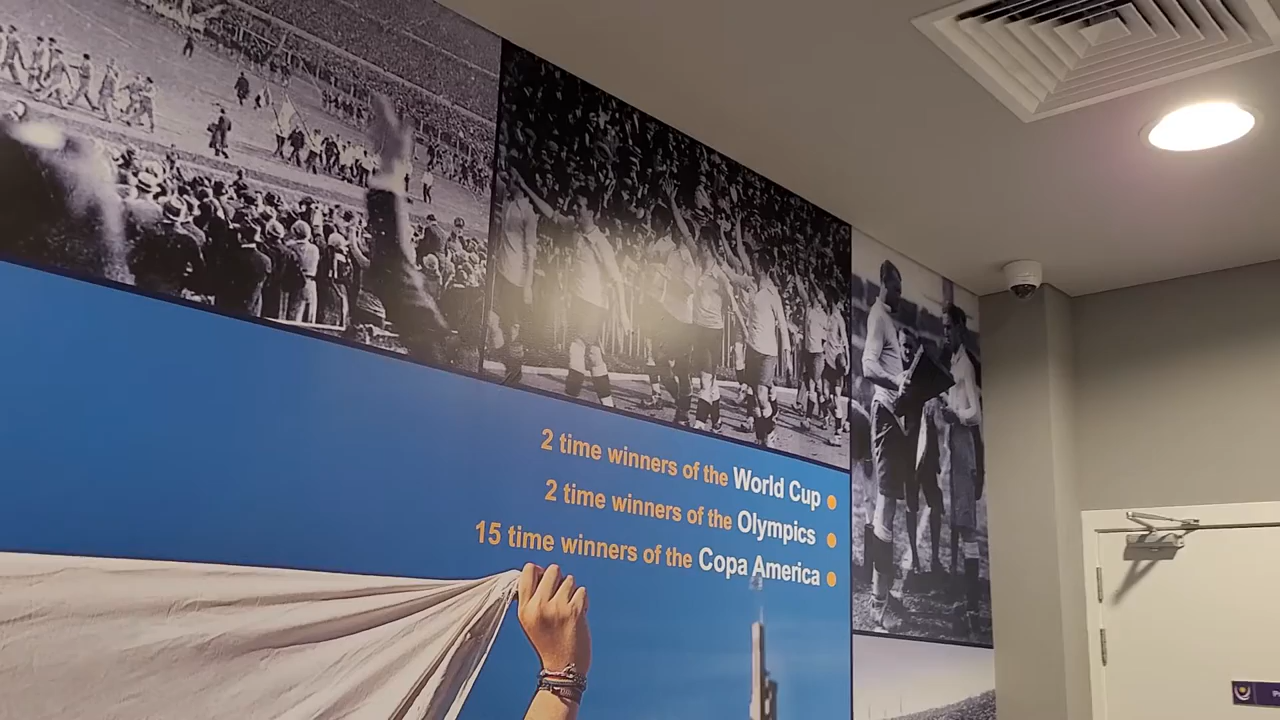 2 time winners of the World Cup
2 time winners of the Olympics
15 time winners of the Copa America